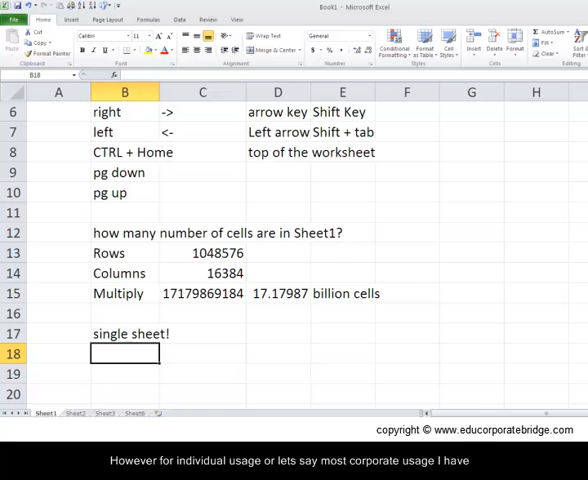 Book1 - Microsoft Excel
File Home Insert Page Layout Formulas Data Review View
Cut
Copy
Format Painter
Clipboard
Calibri 11
Font
Wrap Text
Merge & Center
Alignment
General
$ % ,
Number
Conditional Formatting
Format as Table
Cell Styles
Styles
Insert Delete Format
Cells
AutoSum
Fill
Clear
B18 fx
A B C D E F G H
6 right -> arrow key Shift Key
7 left <- Left arrow Shift + tab
8 CTRL + Home top of the worksheet
9 pg down
10 pg up
11
12 how many number of cells are in Sheet1?
13 Rows 1048576
14 Columns 16384
15 Multiply 17179869184 17.17987 billion cells
16
17 single sheet!
18
19
20
Sheet1 Sheet2 Sheet3 Sheet6
copyright © www.educorporatebridge.com
However for individual usage or lets say most corporate usage I have